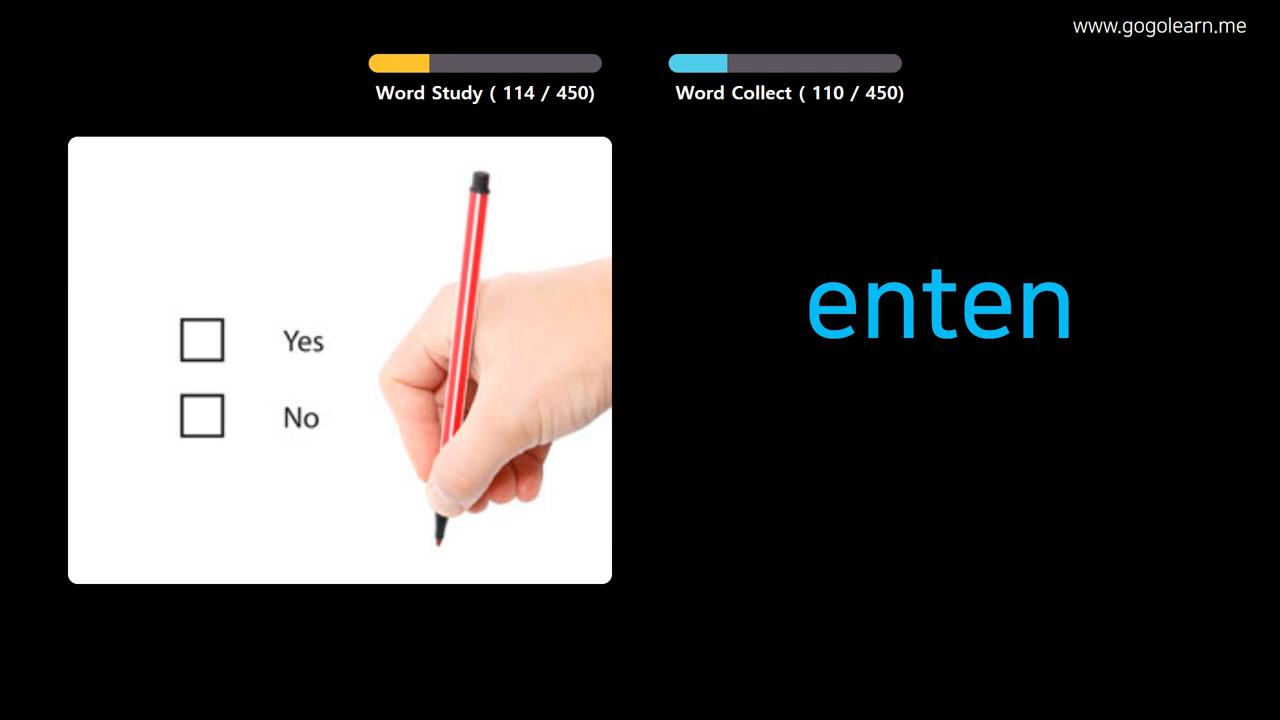 www.gogolearn.me
Word Study ( 114 / 450)
Word Collect ( 110 / 450)
Yes
No
enten